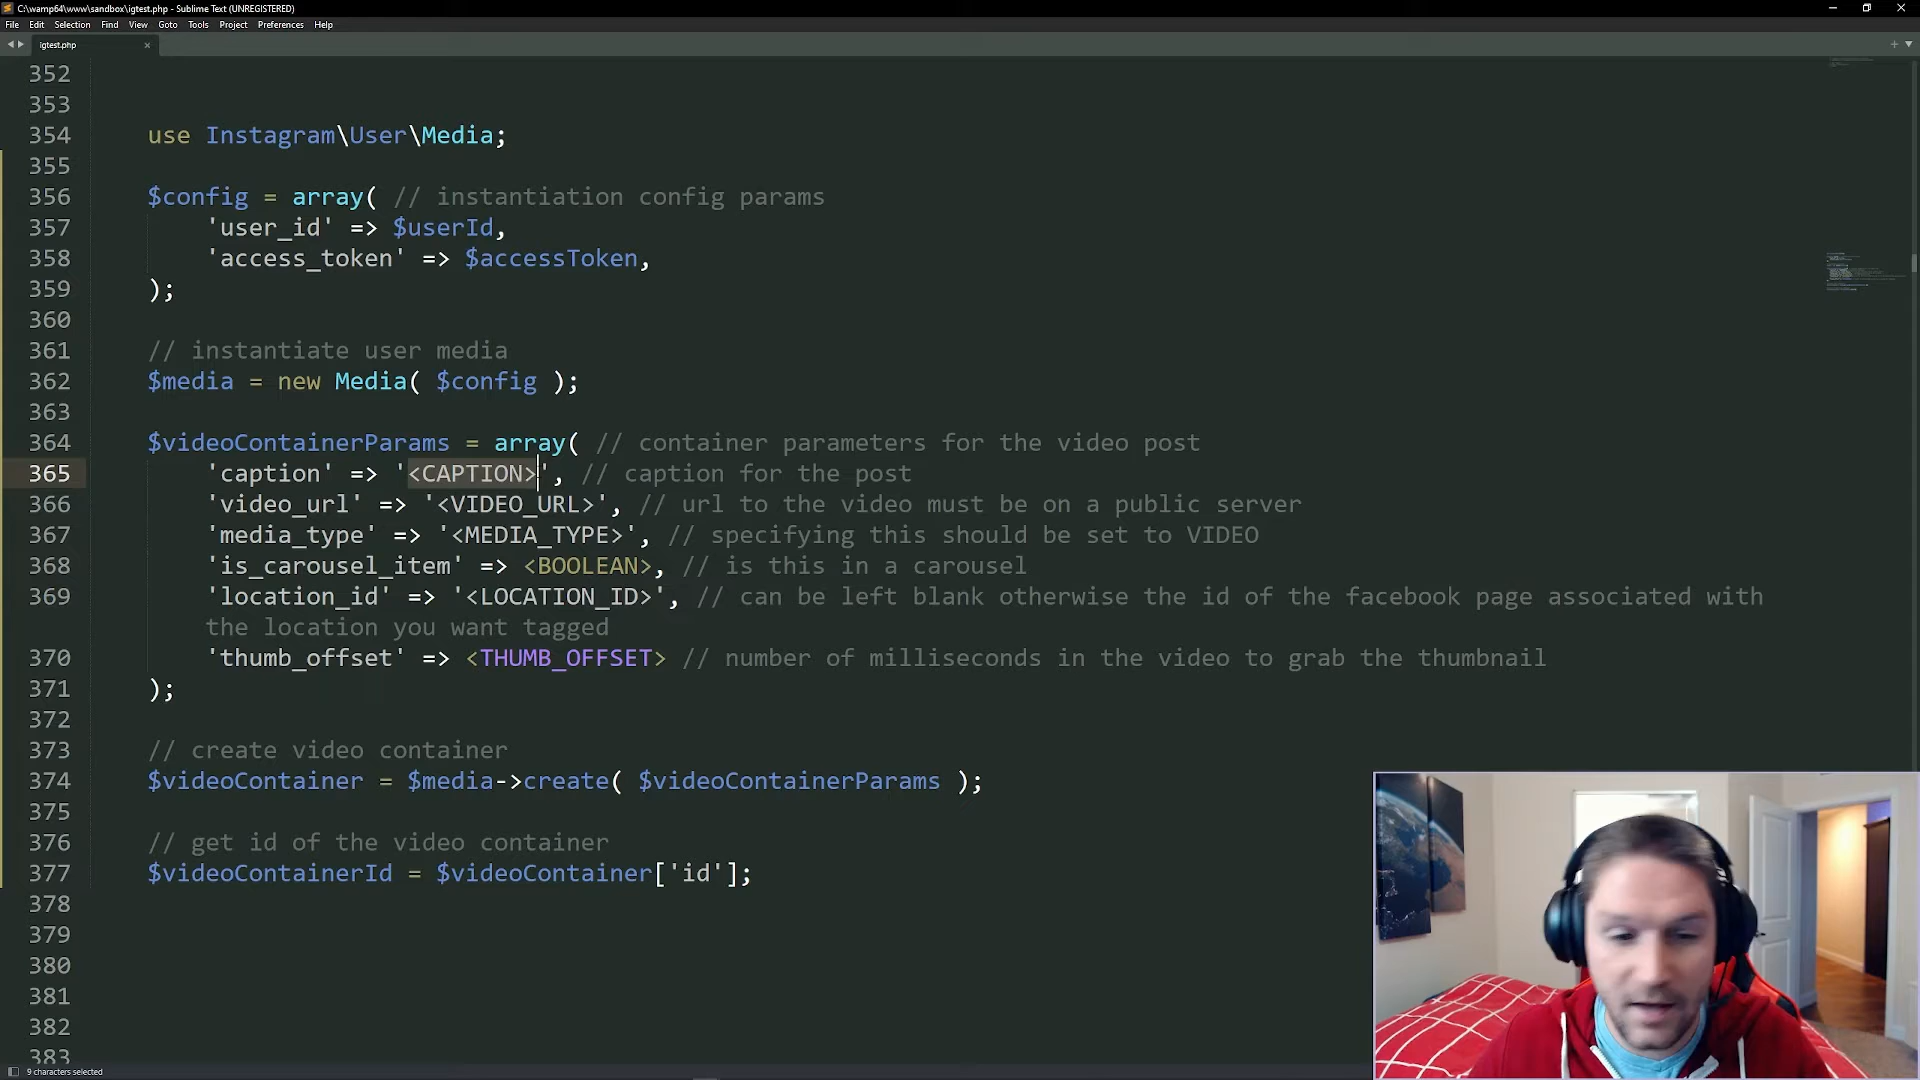 C:\wamp64\www\sandbox\igtest.php - Sublime Text (UNREGISTERED)
File Edit Selection Find View Goto Tools Project Preferences Help
igtest.php
352
353
354 use Instagram\User\Media;
355
356 $config = array( // instantiation config params
357 'user_id' => $userId,
358 'access_token' => $accessToken,
359 );
360
361 // instantiate user media
362 $media = new Media( $config );
363
364 $videoContainerParams = array( // container parameters for the video post
365 'caption' => '<CAPTION>', // caption for the post
366 'video_url' => '<VIDEO_URL>', // url to the video must be on a public server
367 'media_type' => '<MEDIA_TYPE>', // specifying this should be set to VIDEO
368 'is_carousel_item' => <BOOLEAN>, // is this in a carousel
369 'location_id' => '<LOCATION_ID>', // can be left blank otherwise the id of the facebook page associated with
the location you want tagged
370 'thumb_offset' => <THUMB_OFFSET> // number of milliseconds in the video to grab the thumbnail
371 );
372
373 // create video container
374 $videoContainer = $media->create( $videoContainerParams );
375
376 // get id of the video container
377 $videoContainerId = $videoContainer['id'];
378
379
380
381
382
383
9 characters selected